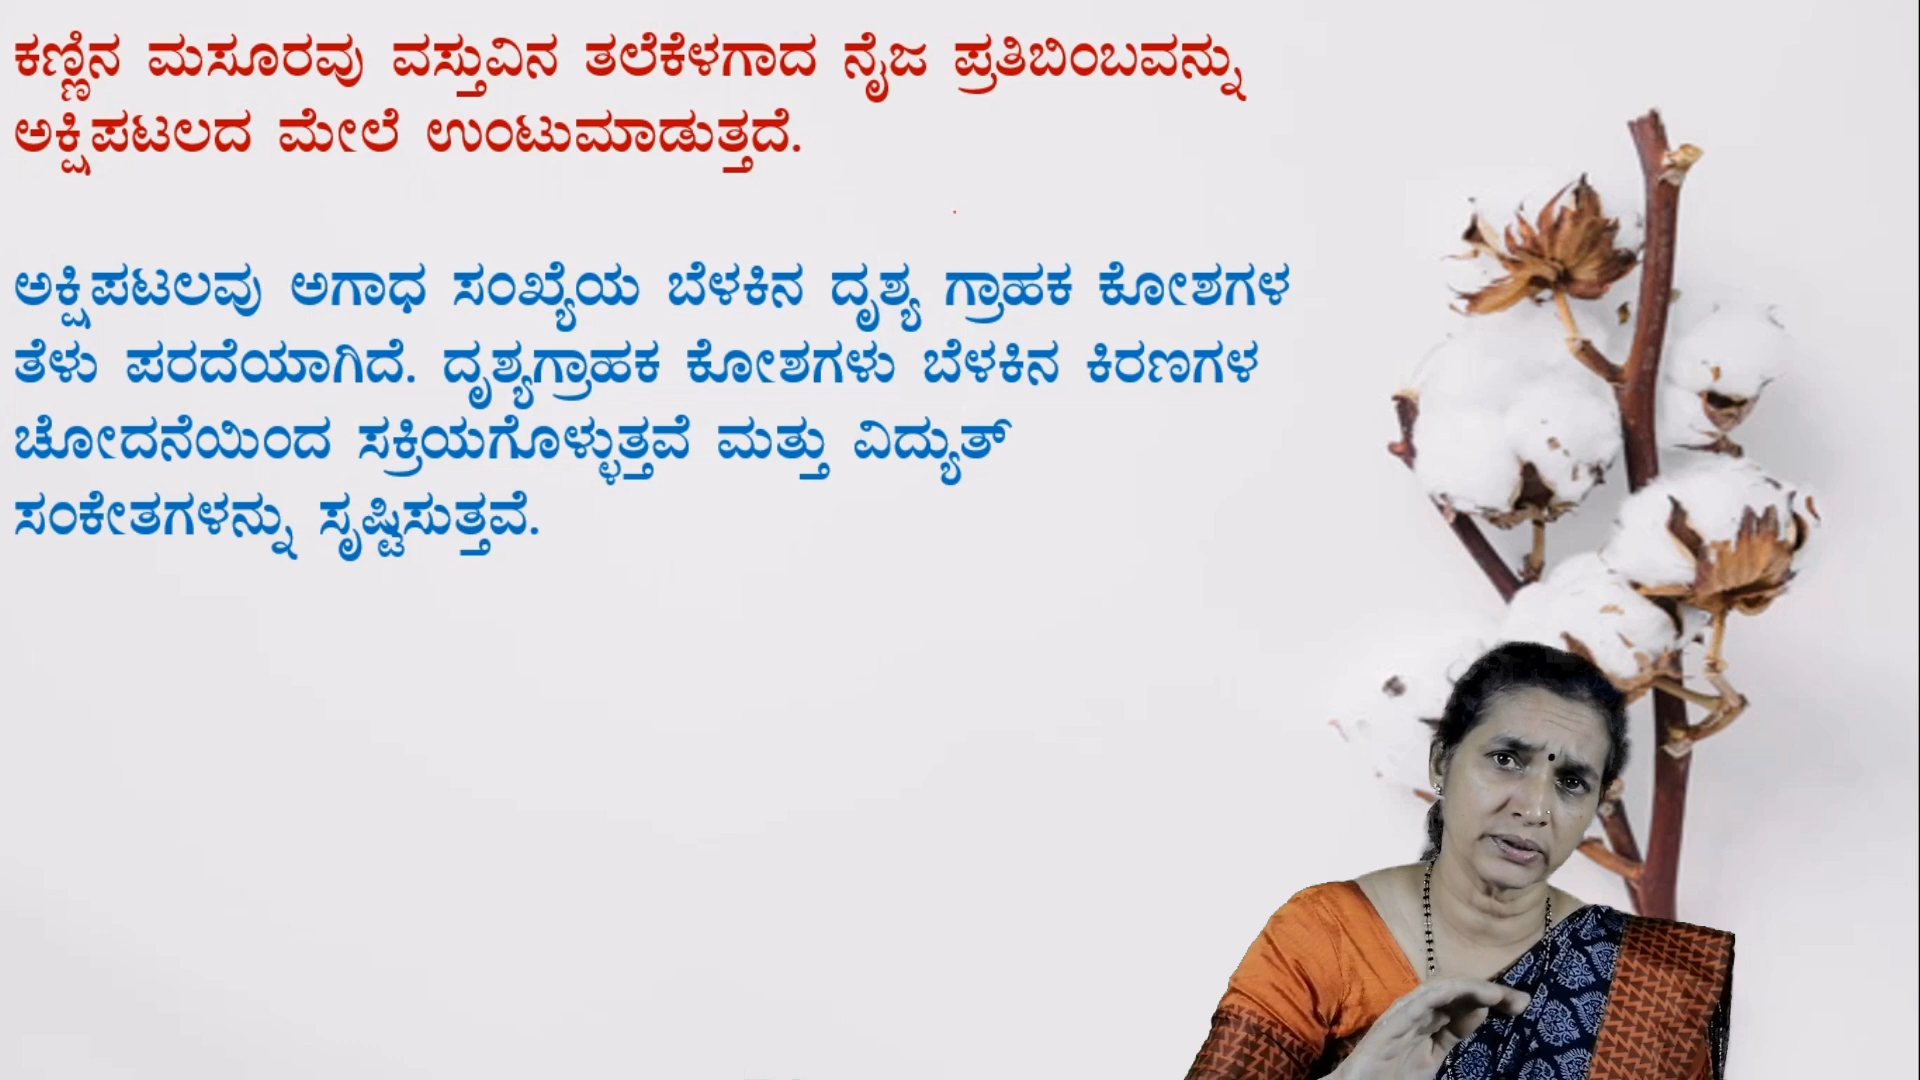 ಕಣ್ಣಿನ ಮಸೂರವು ವಸ್ತುವಿನ ತಲೆಕೆಳಗಾದ ನೈಜ ಪ್ರತಿಬಿಂಬವನ್ನು
ಅಕ್ಷಿಪಟಲದ ಮೇಲೆ ಉಂಟುಮಾಡುತ್ತದೆ.
ಅಕ್ಷಿಪಟಲವು ಅಗಾಧ ಸಂಖ್ಯೆಯ ಬೆಳಕಿನ ದೃಶ್ಯ ಗ್ರಾಹಕ ಕೋಶಗಳ
ತೆಳು ಪರದೆಯಾಗಿದೆ. ದೃಶ್ಯಗ್ರಾಹಕ ಕೋಶಗಳು ಬೆಳಕಿನ ಕಿರಣಗಳ
ಚೋದನೆಯಿಂದ ಸಕ್ರಿಯಗೊಳ್ಳುತ್ತವೆ ಮತ್ತು ವಿದ್ಯುತ್
ಸಂಕೇತಗಳನ್ನು ಸೃಷ್ಟಿಸುತ್ತವೆ.